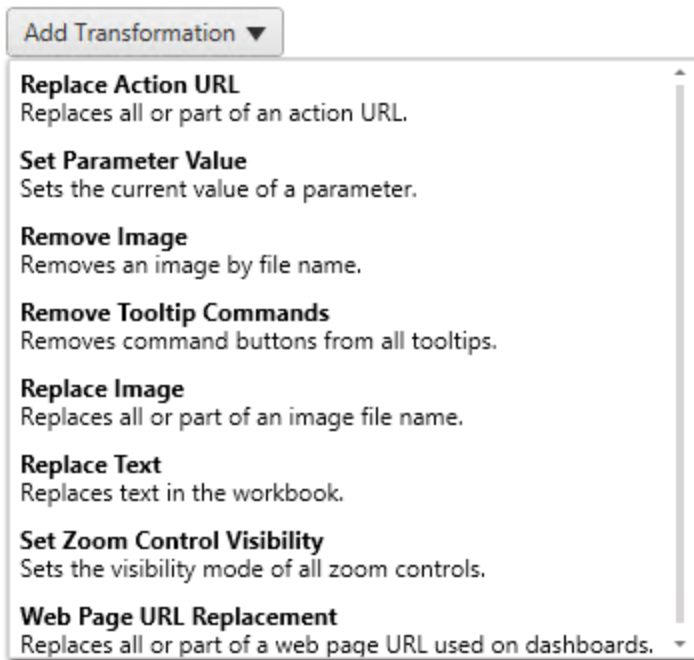 Add Transformation ▼
Replace Action URL
Replaces all or part of an action URL.
Set Parameter Value
Sets the current value of a parameter.
Remove Image
Removes an image by file name.
Remove Tooltip Commands
Removes command buttons from all tooltips.
Replace Image
Replaces all or part of an image file name.
Replace Text
Replaces text in the workbook.
Set Zoom Control Visibility
Sets the visibility mode of all zoom controls.
Web Page URL Replacement
Replaces all or part of a web page URL used on dashboards.